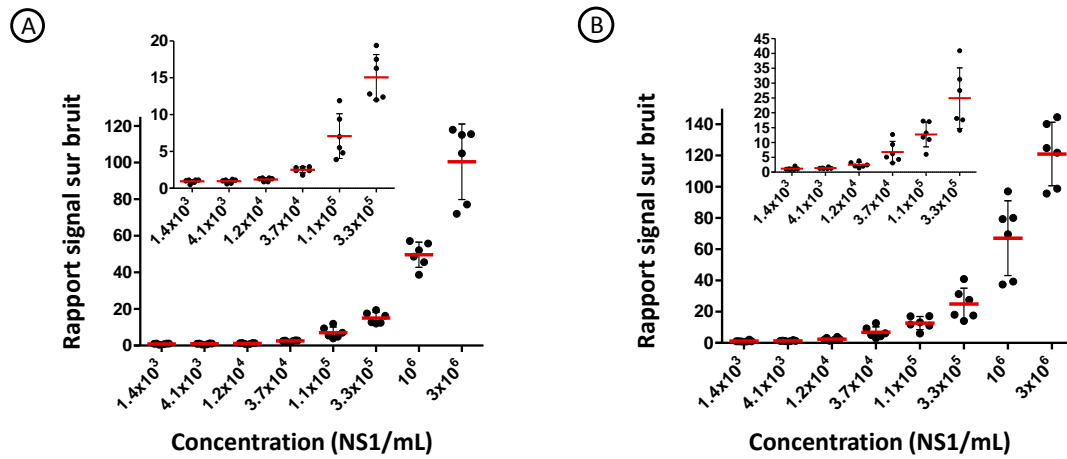 A
B
Rapport signal sur bruit
120
100
80
60
40
20
0
20
15
10
5
0
1.4x10³
4.1x10³
1.2x10⁴
3.7x10⁴
1.1x10⁵
3.3x10⁵
1.4x10³
4.1x10³
1.2x10⁴
3.7x10⁴
1.1x10⁵
3.3x10⁵
10⁶
3x10⁶
Concentration (NS1/mL)
Rapport signal sur bruit
140
120
100
80
60
40
20
0
45
40
35
30
25
20
15
10
5
0
1.4x10³
4.1x10³
1.2x10⁴
3.7x10⁴
1.1x10⁵
3.3x10⁵
1.4x10³
4.1x10³
1.2x10⁴
3.7x10⁴
1.1x10⁵
3.3x10⁵
10⁶
3x10⁶
Concentration (NS1/mL)